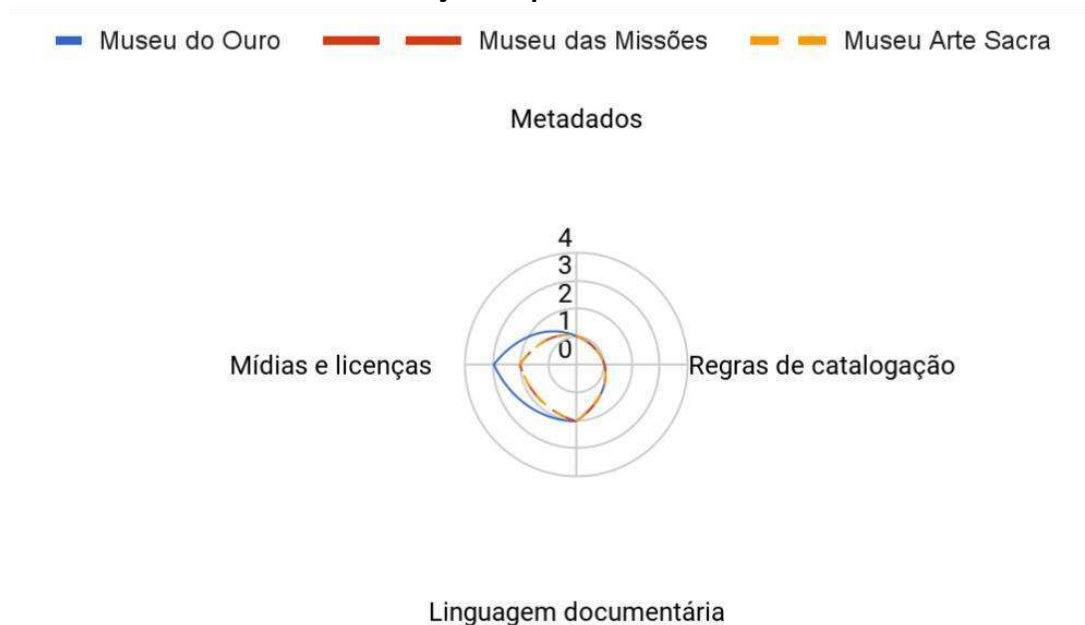 Museu do Ouro Museu das Missões Museu Arte Sacra
Metadados
4
3
2
1
0
Mídias e licenças
Regras de catalogação
Linguagem documentária